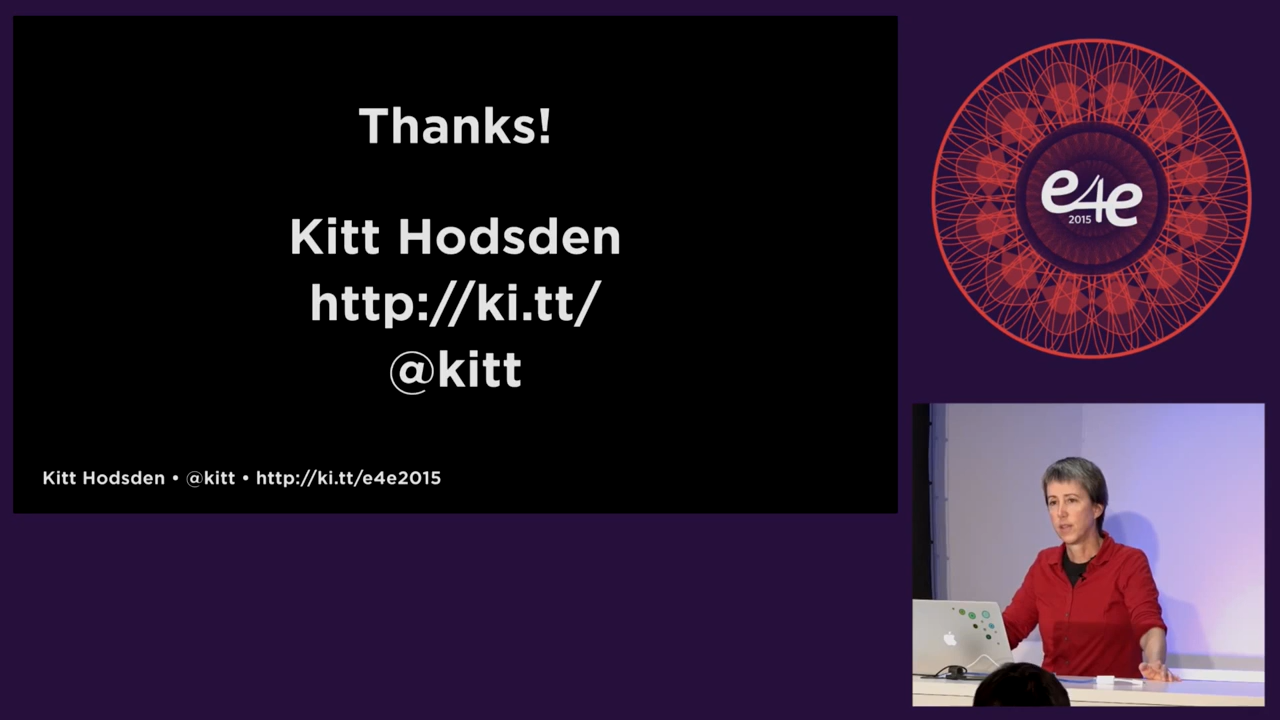 Thanks!
Kitt Hodsden
http://ki.tt/
@kitt
Kitt Hodsden • @kitt • http://ki.tt/e4e2015
e4e
2015